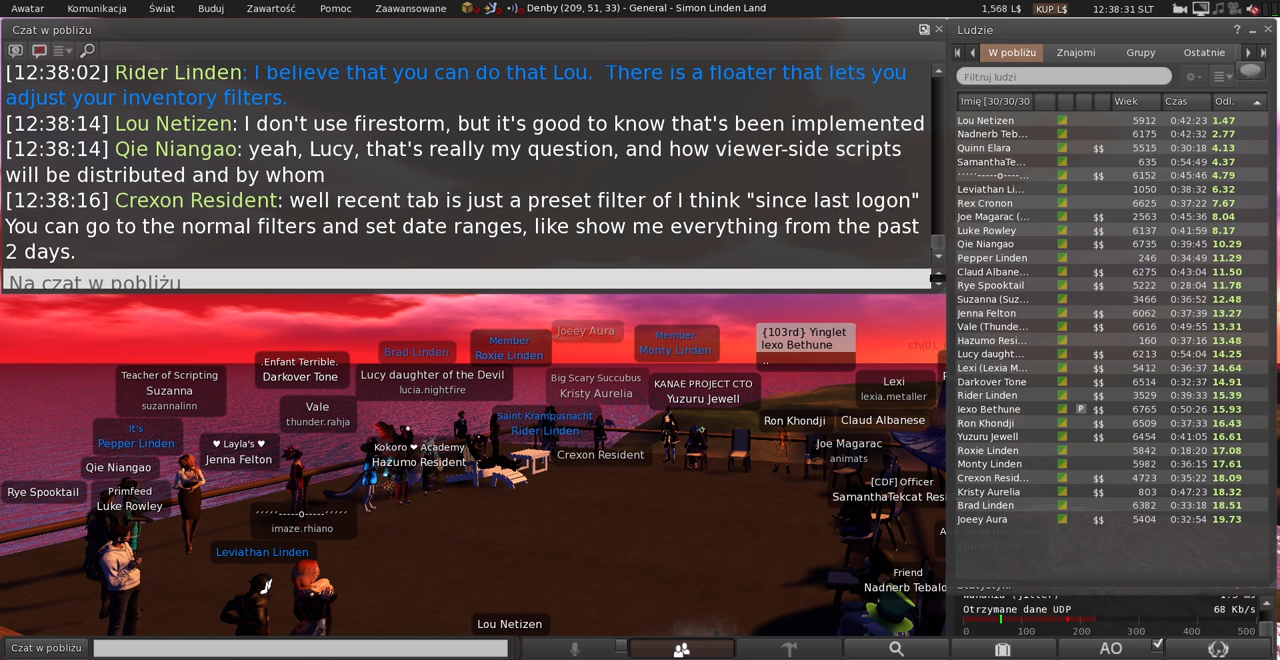 Awatar Komunikacja Świat Buduj Zawartość Pomoc Zaawansowane Denby (209, 51, 33) - General - Simon Linden Land 1,568 L$ KUP L$ 12:38:31 SLT
Czat w pobliżu
[12:38:02] Rider Linden: I believe that you can do that Lou. There is a floater that lets you
adjust your inventory filters.
[12:38:14] Lou Netizen: I don't use firestorm, but it's good to know that's been implemented
[12:38:14] Qie Niangao: yeah, Lucy, that's really my question, and how viewer-side scripts
will be distributed and by whom
[12:38:16] Crexon Resident: well recent tab is just a preset filter of I think "since last logon"
You can go to the normal filters and set date ranges, like show me everything from the past
2 days.
Na czat w pobliżu
Joeey Aura
Member
Roxie Linden
Member
Monty Linden
{103rd} Yinglet
Iexo Bethune
..
ch(0),
Brad Linden
.Enfant Terrible.
Darkover Tone
Teacher of Scripting
Suzanna
suzannalinn
Lucy daughter of the Devil
lucia.nightfire
Big Scary Succubus
Kristy Aurelia
KANAE PROJECT CTO
Yuzuru Jewell
Lexi
lexia.metaller
Vale
thunder.rahja
Saint Krampusnacht
Rider Linden
Ron Khondji
Claud Albanese
It's
Pepper Linden
♥ Layla's ♥
Jenna Felton
Kokoro ❤ Academy
Hazumo Resident
Crexon Resident
Joe Magarac
animats
Qie Niangao
Rye Spooktail
Primfeed
Luke Rowley
[CDF] Officer
SamanthaTekcat Resi
´´´´´-----o-----´´´´´
imaze.rhiano
Leviathan Linden
Friend
Nadnerb Tebald
Lou Netizen
Czat w pobliżu
AO
Ludzie
W pobliżu Znajomi Grupy Ostatnie
Filtruj ludzi
Imię [30/30/30 Wiek Czas Odl.
Lou Netizen 5912 0:42:23 1.47
Nadnerb Teb... 6175 0:42:32 2.77
Quinn Elara $$ 5515 0:30:18 4.13
SamanthaTe... 635 0:54:49 4.37
´´´´´-----o----... $$ 6152 0:45:46 4.79
Leviathan Li... 1050 0:38:32 6.32
Rex Cronon 6625 0:37:22 7.67
Joe Magarac (... $$ 2563 0:45:36 8.04
Luke Rowley $$ 6137 0:41:59 8.17
Qie Niangao $$ 6735 0:39:45 10.29
Pepper Linden 246 0:34:49 11.29
Claud Albane... $$ 6275 0:43:04 11.50
Rye Spooktail $$ 5222 0:28:04 11.78
Suzanna (Suz... 3466 0:36:52 12.48
Jenna Felton $$ 6062 0:37:39 13.27
Vale (Thunde... $$ 6616 0:49:55 13.31
Hazumo Resi... 160 0:37:16 13.48
Lucy daught... $$ 6213 0:54:04 14.25
Lexi (Lexia M... $$ 5412 0:36:37 14.64
Darkover Tone $$ 6514 0:32:37 14.91
Rider Linden $$ 3529 0:39:33 15.39
Iexo Bethune P $$ 6765 0:50:26 15.93
Ron Khondji $$ 6509 0:37:33 16.43
Yuzuru Jewell $$ 6454 0:41:05 16.61
Roxie Linden 5842 0:18:20 17.08
Monty Linden 5982 0:36:15 17.61
Crexon Resid... $$ 4723 0:35:22 18.09
Kristy Aurelia $$ 803 0:47:23 18.32
Brad Linden 6382 0:33:18 18.51
Joeey Aura $$ 5404 0:32:54 19.73
Otrzymane dane UDP 68 Kb/s
0 100 200 300 400 500